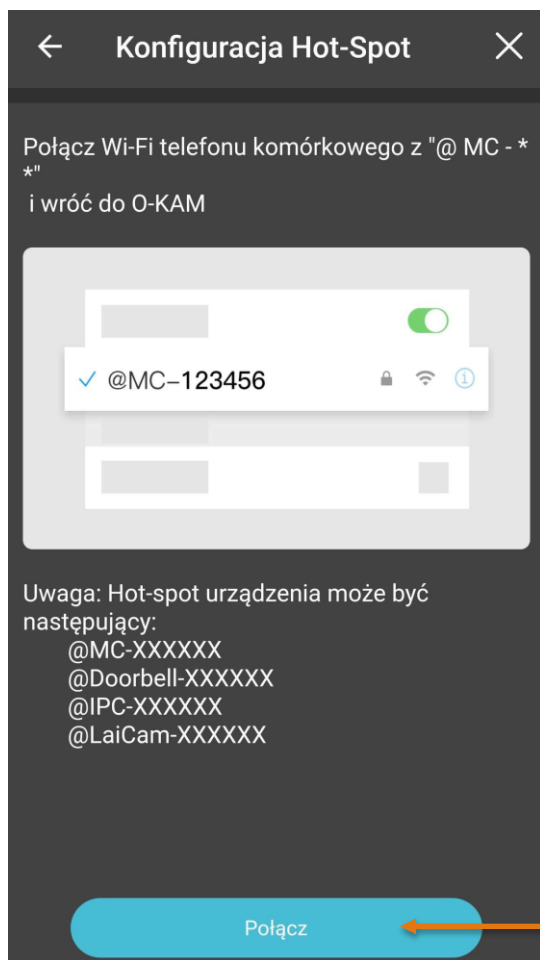 Konfiguracja Hot-Spot
Połącz Wi-Fi telefonu komórkowego z "@ MC - *
*"
i wróć do O-KAM
@MC–123456
Uwaga: Hot-spot urządzenia może być
następujący:
@MC-XXXXXX
@Doorbell-XXXXXX
@IPC-XXXXXX
@LaiCam-XXXXXX
Połącz